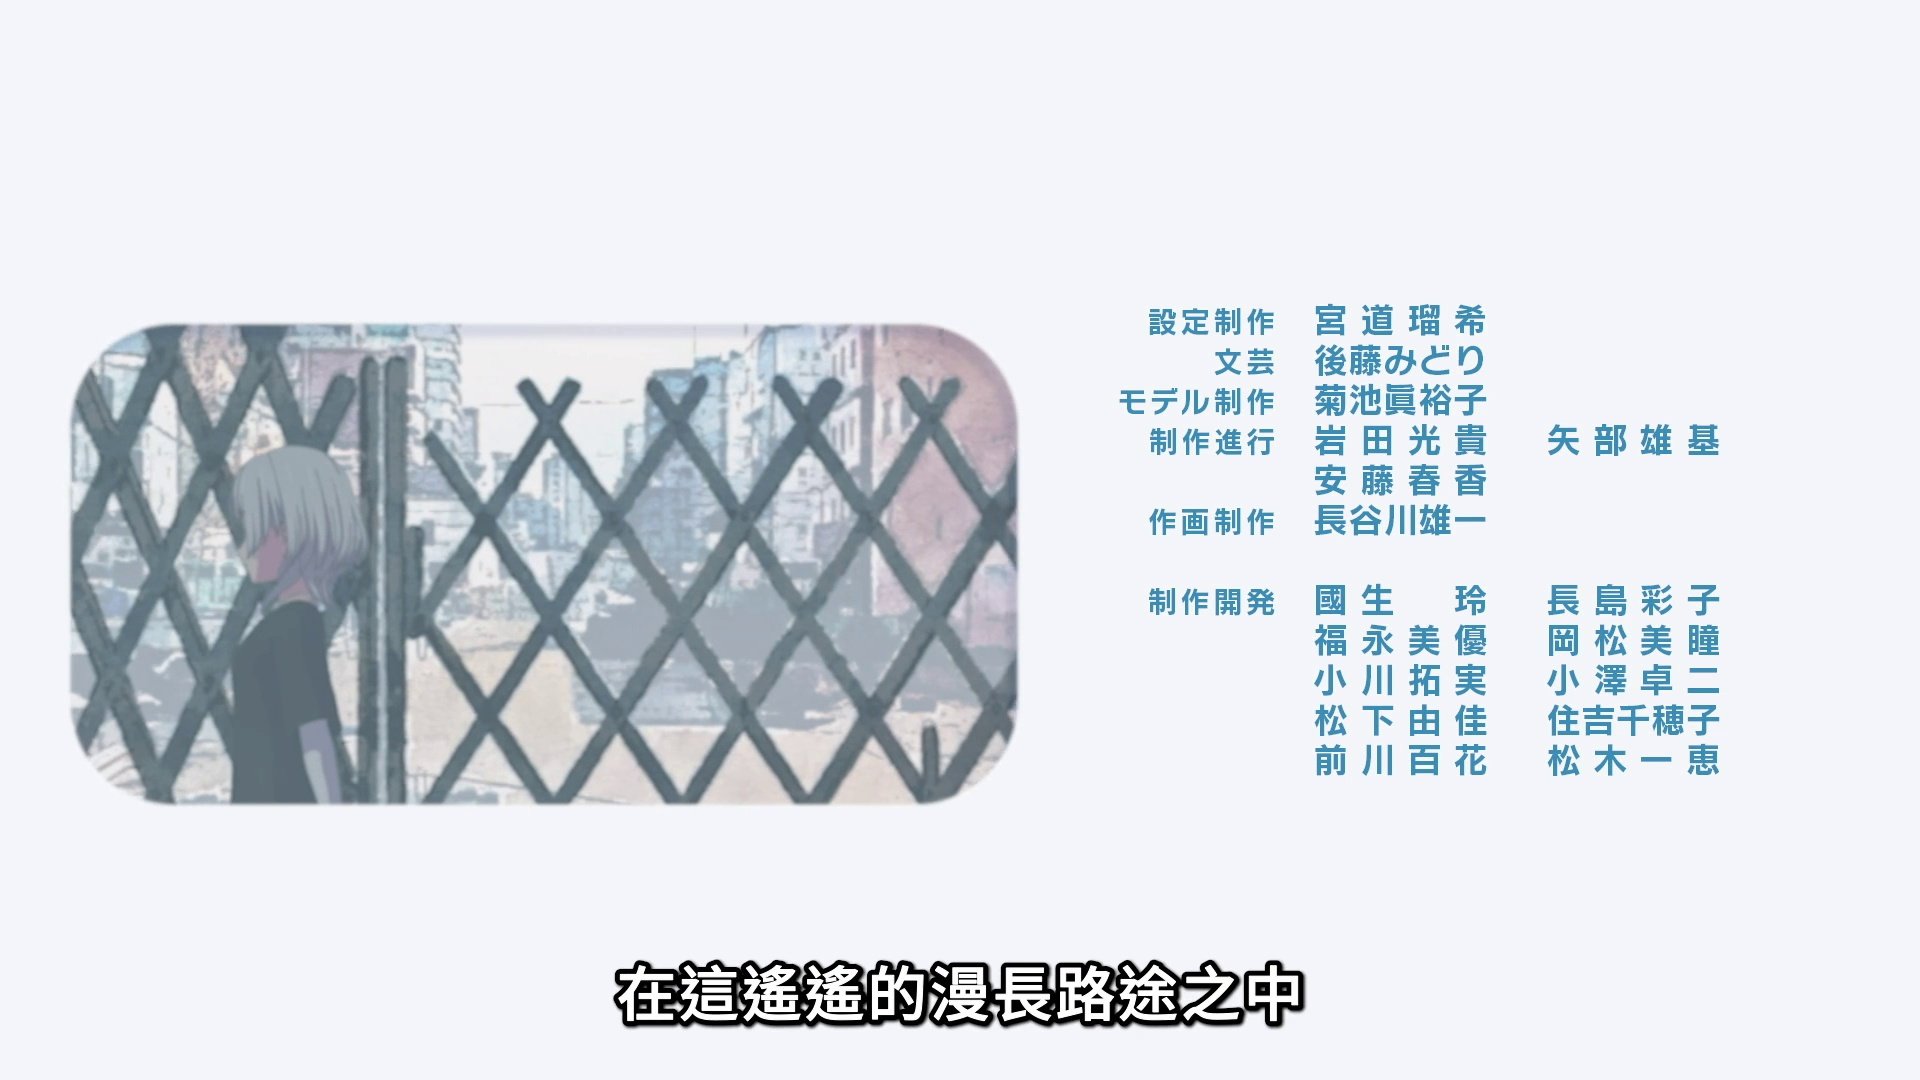 設定制作 宮道瑠希
文芸 後藤みどり
モデル制作 菊池眞裕子
制作進行 岩田光貴 矢部雄基
安藤春香
作画制作 長谷川雄一
制作開発 國生玲 長島彩子
福永美優 岡松美瞳
小川拓実 小澤卓二
松下由佳 住吉千穂子
前川百花 松木一恵
在這遙遙的漫長路途之中